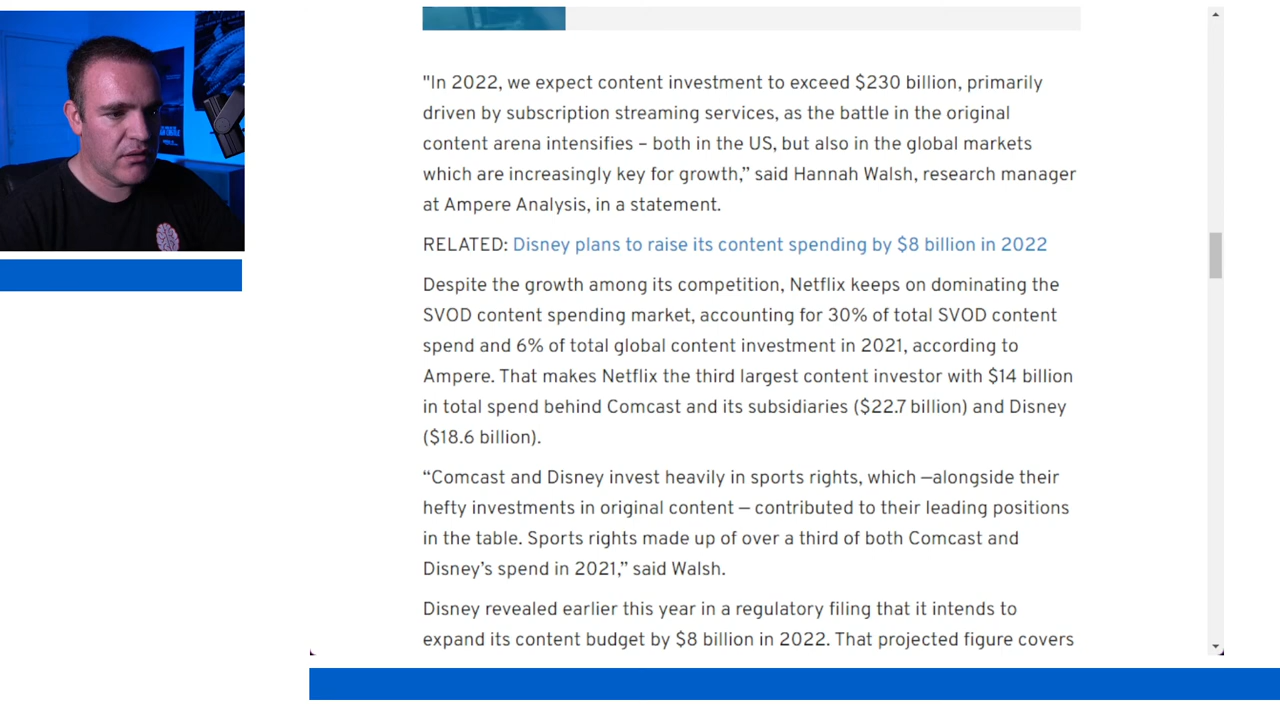 "In 2022, we expect content investment to exceed $230 billion, primarily
driven by subscription streaming services, as the battle in the original
content arena intensifies – both in the US, but also in the global markets
which are increasingly key for growth,” said Hannah Walsh, research manager
at Ampere Analysis, in a statement.
RELATED: Disney plans to raise its content spending by $8 billion in 2022
Despite the growth among its competition, Netflix keeps on dominating the
SVOD content spending market, accounting for 30% of total SVOD content
spend and 6% of total global content investment in 2021, according to
Ampere. That makes Netflix the third largest content investor with $14 billion
in total spend behind Comcast and its subsidiaries ($22.7 billion) and Disney
($18.6 billion).
“Comcast and Disney invest heavily in sports rights, which —alongside their
hefty investments in original content — contributed to their leading positions
in the table. Sports rights made up of over a third of both Comcast and
Disney’s spend in 2021,” said Walsh.
Disney revealed earlier this year in a regulatory filing that it intends to
expand its content budget by $8 billion in 2022. That projected figure covers